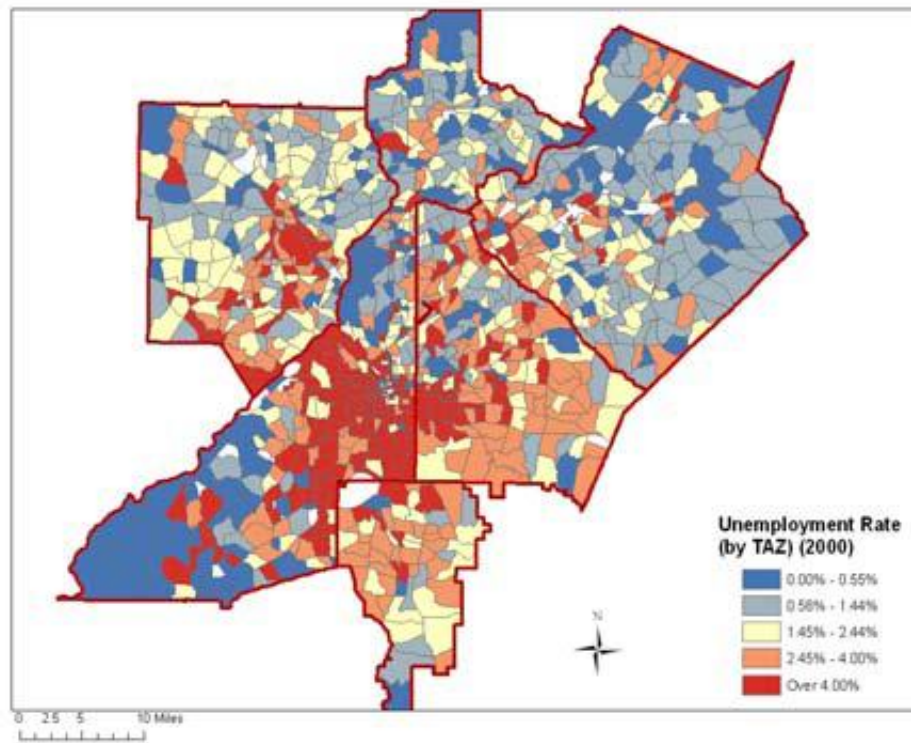 Unemployment Rate
(by TAZ) (2000)
0.00% - 0.55%
0.56% - 1.44%
1.45% - 2.44%
2.45% - 4.00%
Over 4.00%
N
0 2.5 5 10 Miles